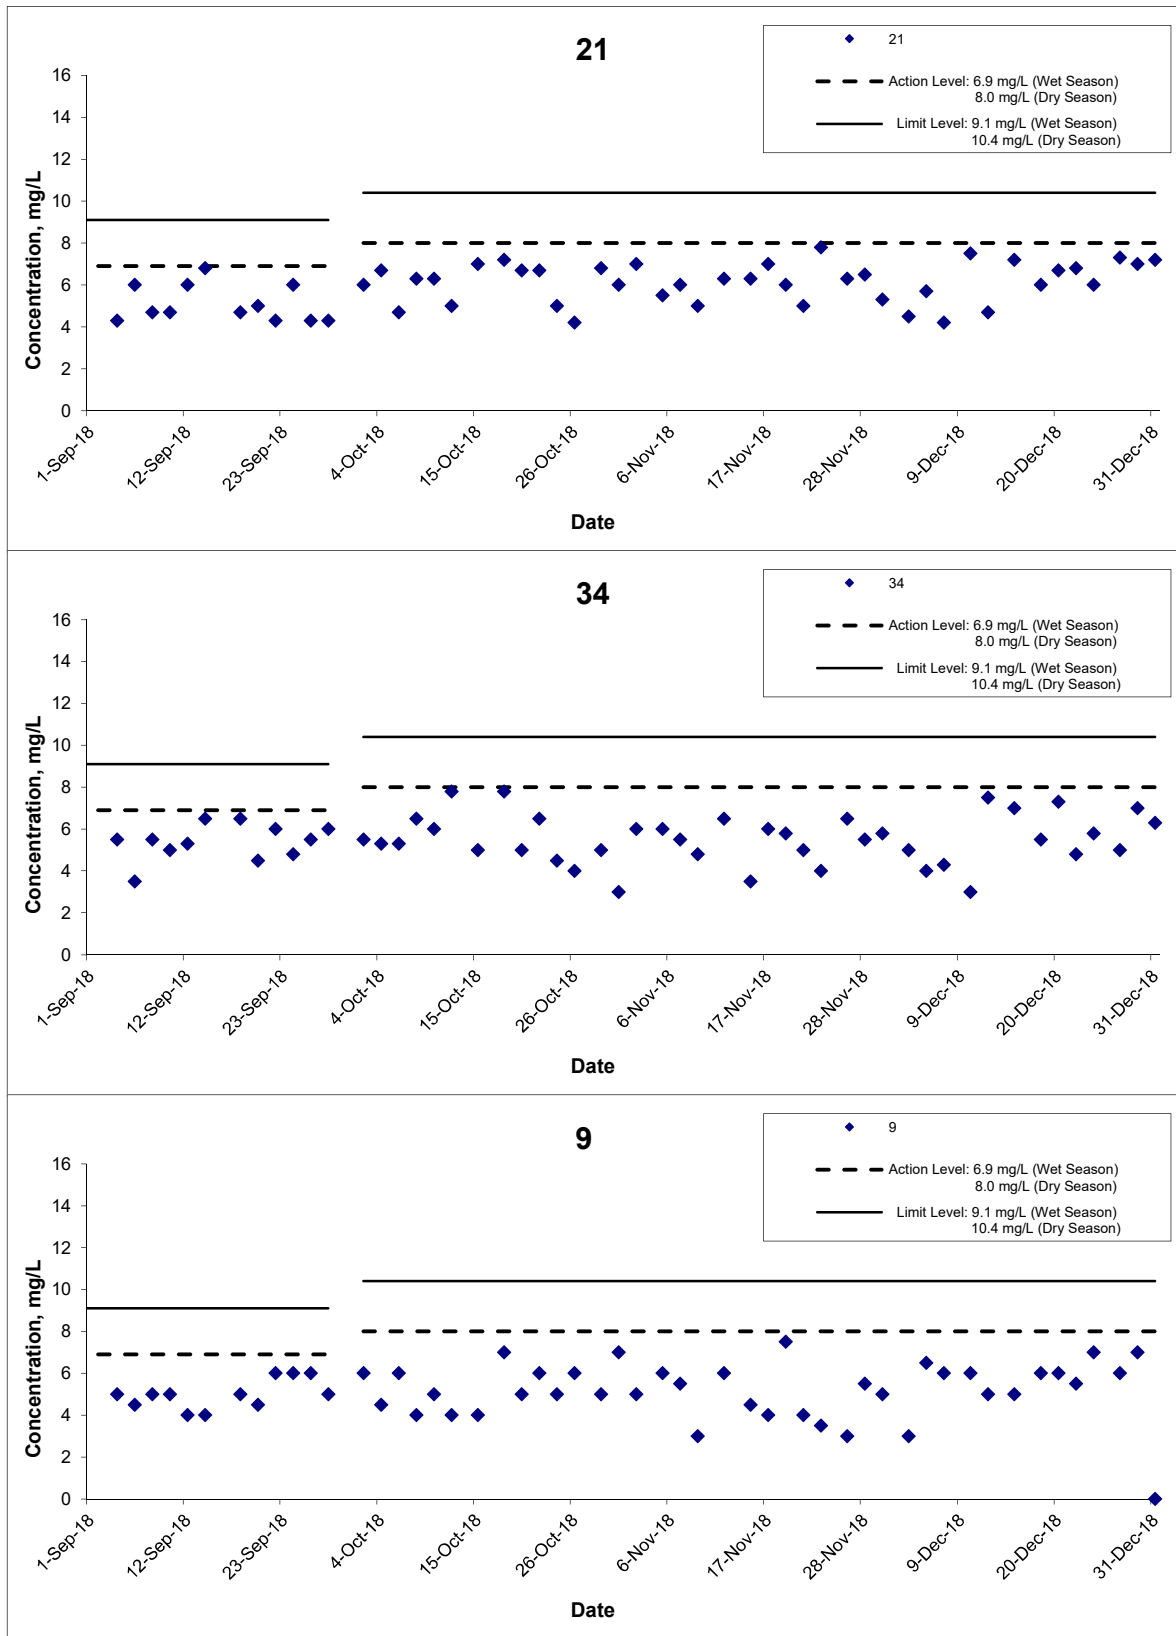 21
21
Action Level: 6.9 mg/L (Wet Season)
8.0 mg/L (Dry Season)
Limit Level: 9.1 mg/L (Wet Season)
10.4 mg/L (Dry Season)
Concentration, mg/L
16
14
12
10
8
6
4
2
0
1-Sep-18
12-Sep-18
23-Sep-18
4-Oct-18
15-Oct-18
26-Oct-18
6-Nov-18
17-Nov-18
28-Nov-18
9-Dec-18
20-Dec-18
31-Dec-18
Date
34
34
Action Level: 6.9 mg/L (Wet Season)
8.0 mg/L (Dry Season)
Limit Level: 9.1 mg/L (Wet Season)
10.4 mg/L (Dry Season)
Concentration, mg/L
16
14
12
10
8
6
4
2
0
1-Sep-18
12-Sep-18
23-Sep-18
4-Oct-18
15-Oct-18
26-Oct-18
6-Nov-18
17-Nov-18
28-Nov-18
9-Dec-18
20-Dec-18
31-Dec-18
Date
9
9
Action Level: 6.9 mg/L (Wet Season)
8.0 mg/L (Dry Season)
Limit Level: 9.1 mg/L (Wet Season)
10.4 mg/L (Dry Season)
Concentration, mg/L
16
14
12
10
8
6
4
2
0
1-Sep-18
12-Sep-18
23-Sep-18
4-Oct-18
15-Oct-18
26-Oct-18
6-Nov-18
17-Nov-18
28-Nov-18
9-Dec-18
20-Dec-18
31-Dec-18
Date